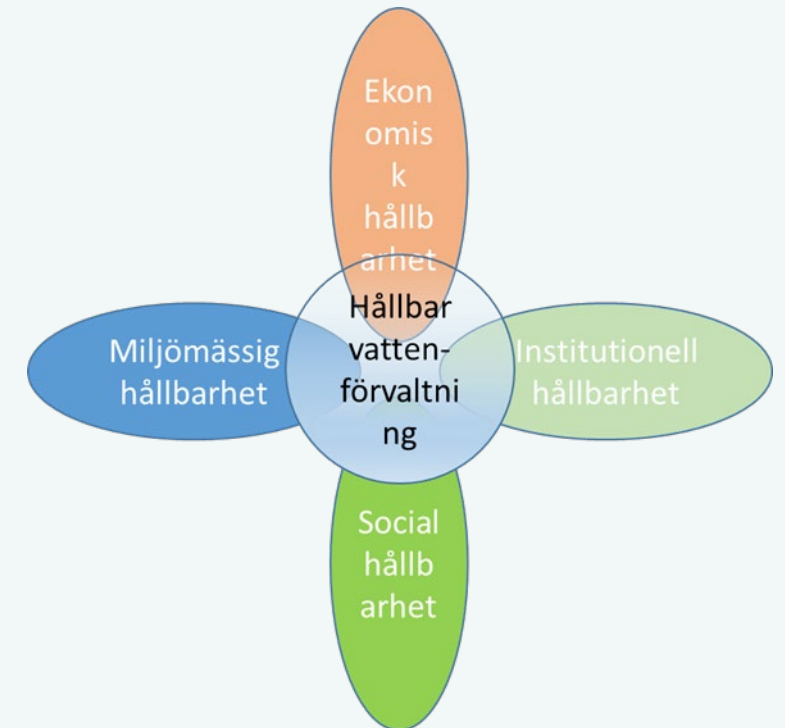 Ekon
omis
k
hållb
arhet
Hållbar
vatten-
förvaltni
ng
Miljömässig
hållbarhet
Institutionell
hållbarhet
Social
hållb
arhet